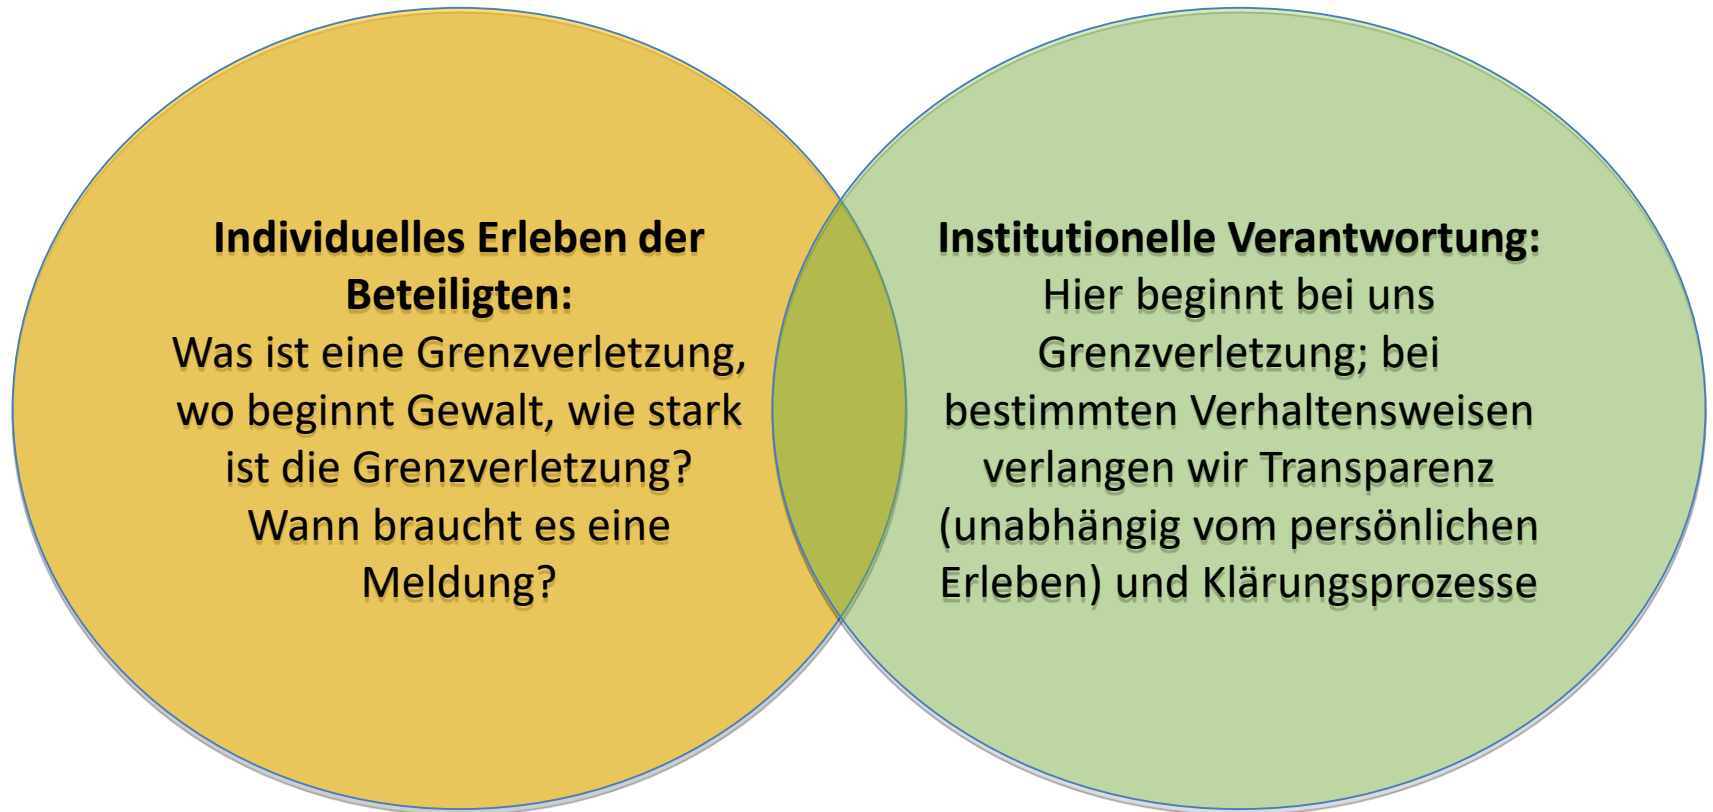 Individuelles Erleben der
Beteiligten:
Was ist eine Grenzverletzung,
wo beginnt Gewalt, wie stark
ist die Grenzverletzung?
Wann braucht es eine
Meldung?
Institutionelle Verantwortung:
Hier beginnt bei uns
Grenzverletzung; bei
bestimmten Verhaltensweisen
verlangen wir Transparenz
(unabhängig vom persönlichen
Erleben) und Klärungsprozesse